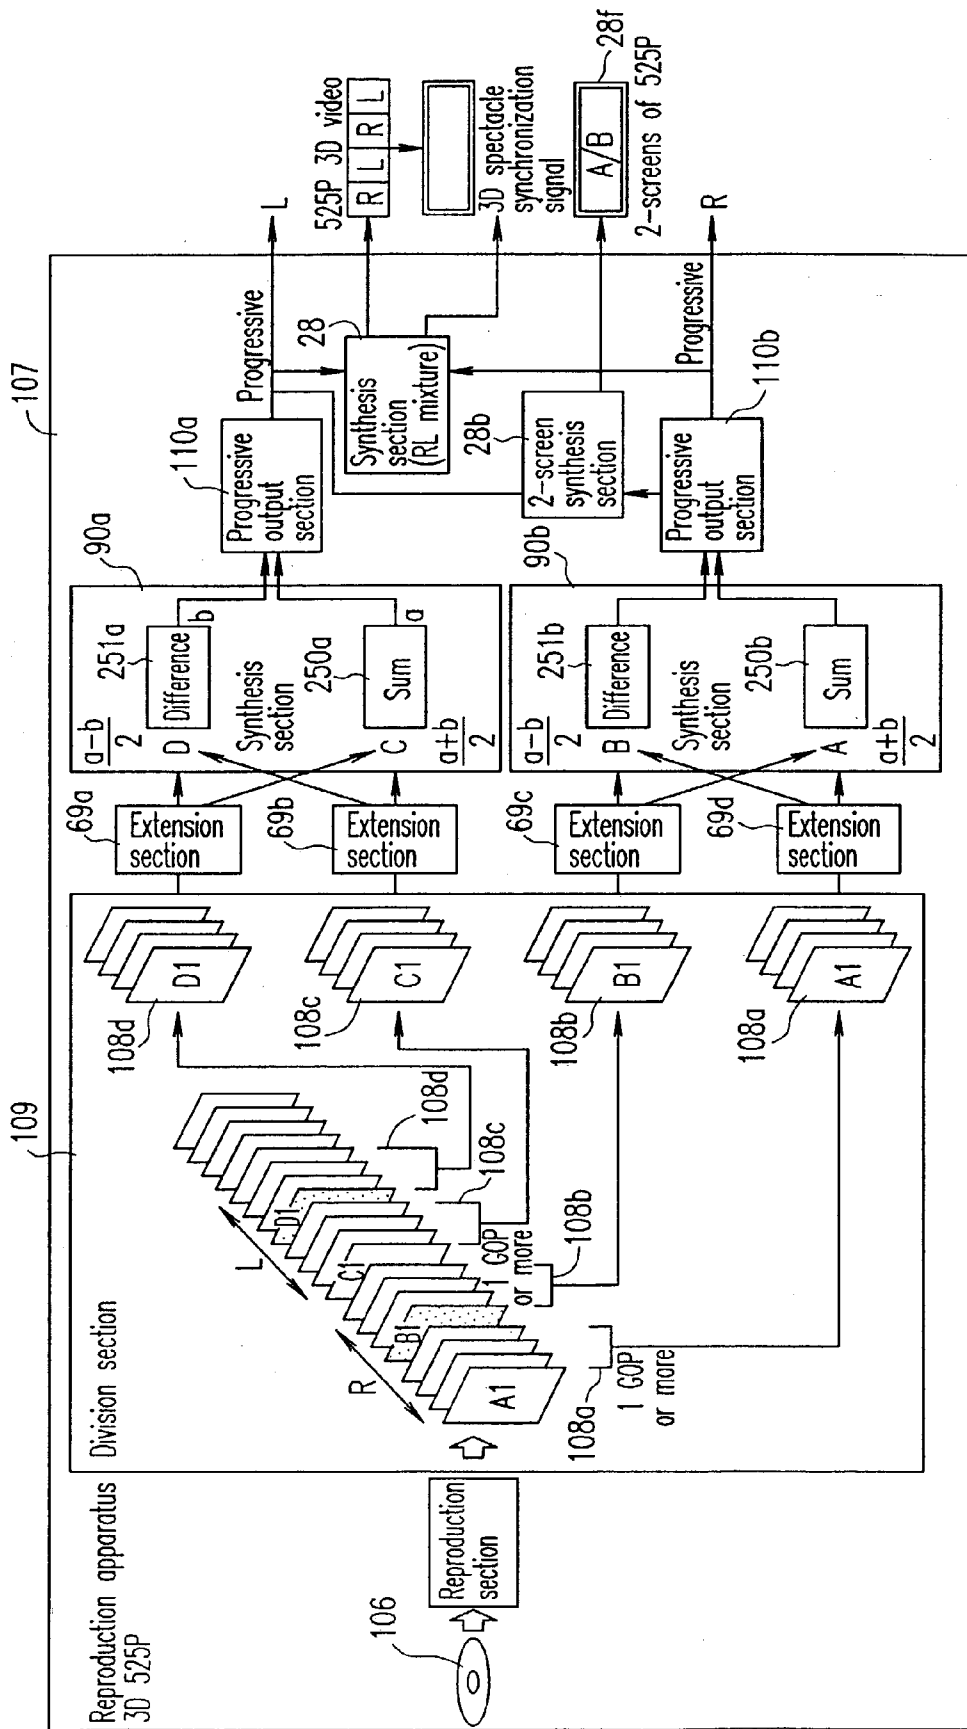 107
Reproduction apparatus
3D 525P
106
Reproduction
section
109
Division section
A1
R
B1
C1
L
D1
108a
1 GOP
or more
108b
1 GOP
or more
108c
108d
D1
108d
C1
108c
B1
108b
A1
108a
69a
Extension
section
69b
Extension
section
69c
Extension
section
69d
Extension
section
90a
a-b
2
D
251a
Difference
b
Synthesis
section
C
250a
Sum
a
a+b
2
90b
a-b
2
B
251b
Difference
Synthesis
section
A
250b
Sum
a+b
2
110a
Progressive
output
section
Progressive
L
28
Synthesis
section
(RL mixture)
28b
2-screen
synthesis
section
110b
Progressive
output
section
Progressive
R
525P 3D video
R L R L
3D spectacle
synchronization
signal
A/B
28f
2-screens of 525P